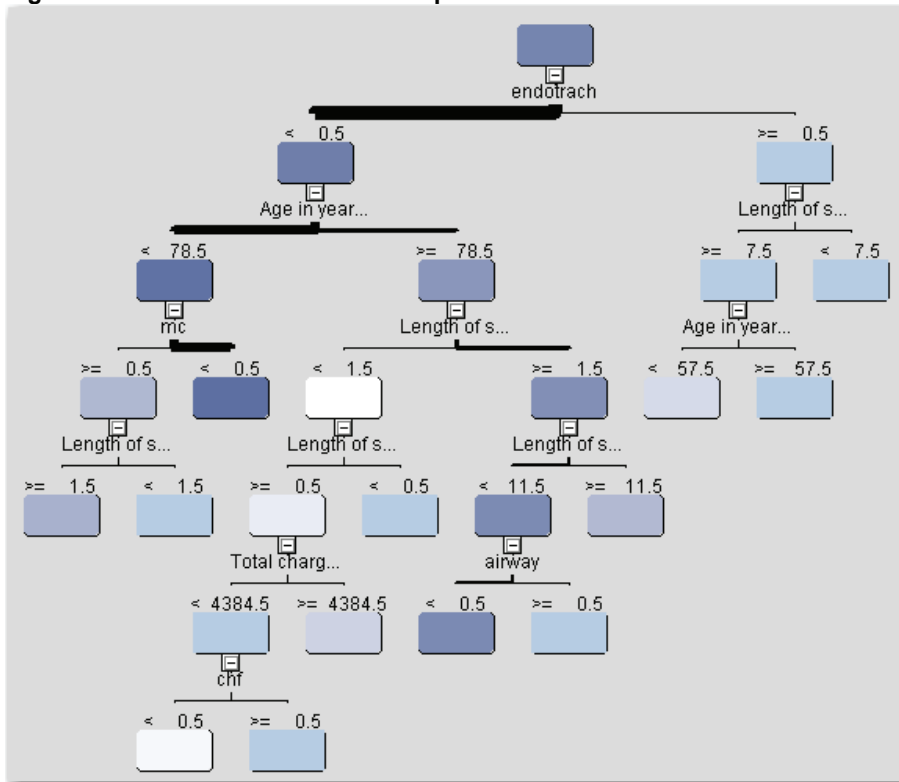 endotrach
< 0.5 >= 0.5
Age in year... Length of s...
< 78.5 >= 78.5 >= 7.5 < 7.5
mc Length of s... Age in year...
>= 0.5 < 0.5 < 1.5 >= 1.5 < 57.5 >= 57.5
Length of s... Length of s... Length of s...
>= 1.5 < 1.5 >= 0.5 < 0.5 < 11.5 >= 11.5
Total charg... airway
< 4384.5 >= 4384.5 < 0.5 >= 0.5
chf
< 0.5 >= 0.5